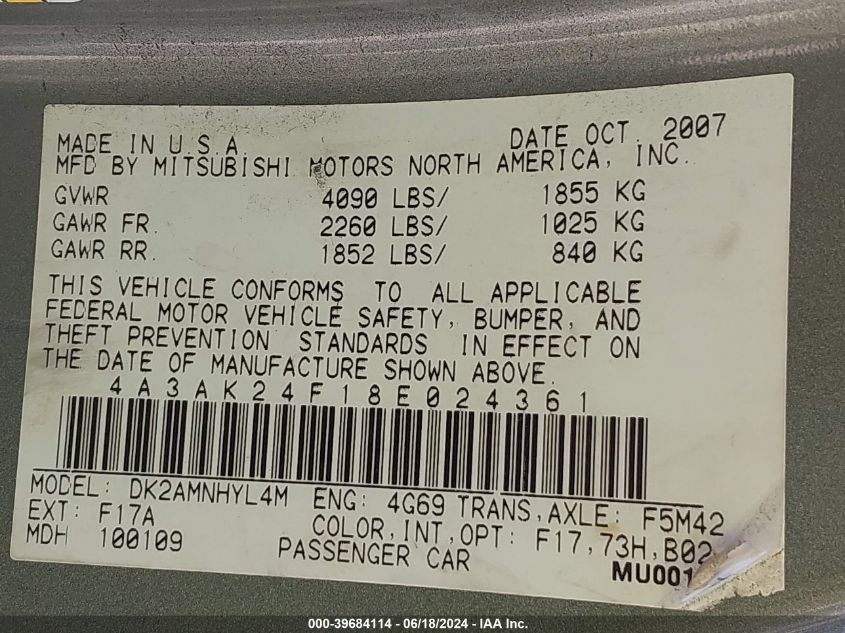 MADE IN U.S.A DATE OCT. 2007
MFD BY MITSUBISHI MOTORS NORTH AMERICA, INC.
GVWR 4090 LBS/ 1855 KG
GAWR FR. 2260 LBS/ 1025 KG
GAWR RR. 1852 LBS/ 840 KG
THIS VEHICLE CONFORMS TO ALL APPLICABLE
FEDERAL MOTOR VEHICLE SAFETY, BUMPER, AND
THEFT PREVENTION STANDARDS IN EFFECT ON
THE DATE OF MANUFACTURE SHOWN ABOVE.
4A3AK24F18E024361
MODEL: DK2AMNHYL4M ENG: 4G69 TRANS,AXLE: F5M42
EXT: F17A COLOR,INT,OPT: F17,73H,B02
MDH 100109 PASSENGER CAR
MU001
000-39684114 - 06/18/2024 - IAA Inc.